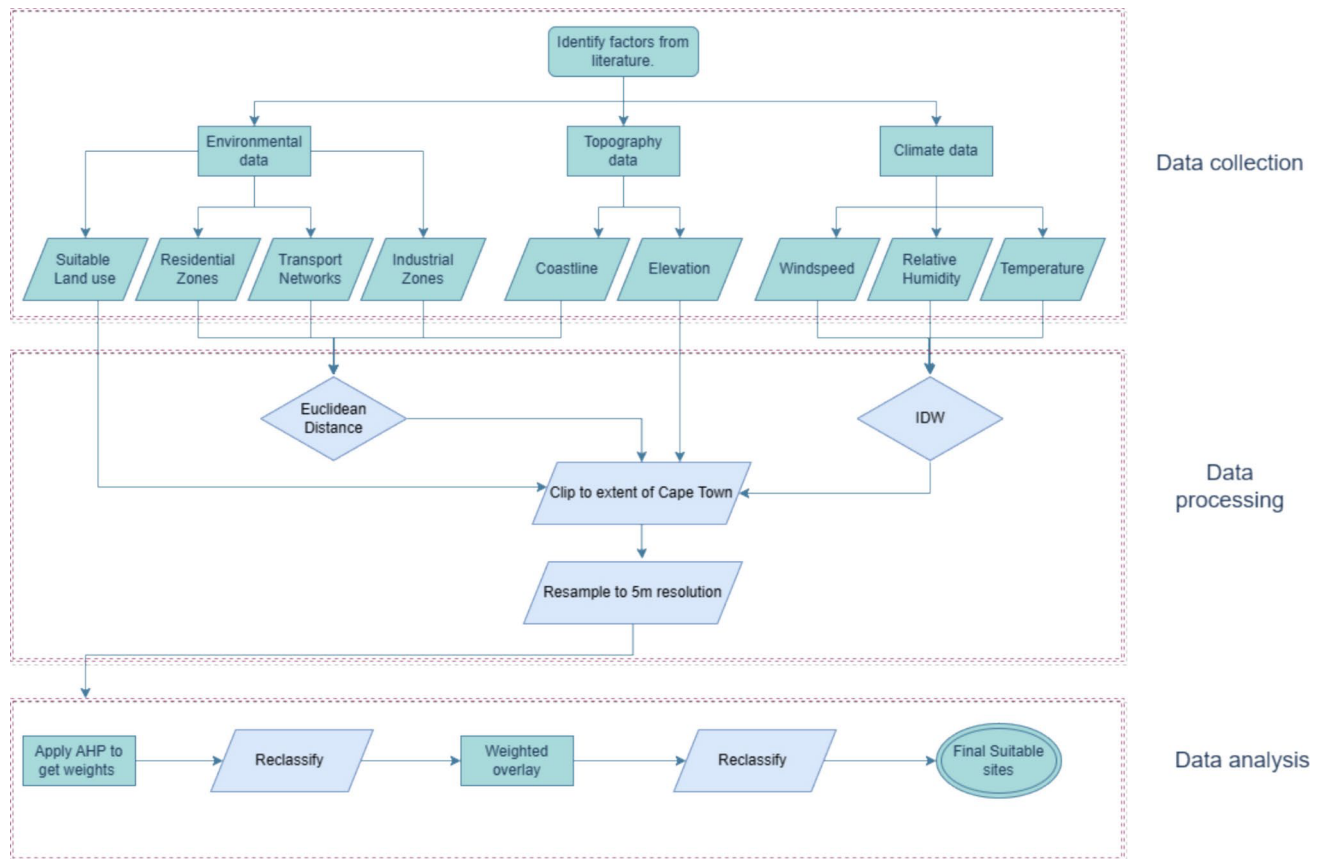 Identify factors from
literature.
Environmental
data
Topography
data
Climate data
Data collection
Suitable
Land use
Residential
Zones
Transport
Networks
Industrial
Zones
Coastline
Elevation
Windspeed
Relative
Humidity
Temperature
Euclidean
Distance
IDW
Clip to extent of Cape Town
Data
processing
Resample to 5m resolution
Apply AHP to
get weights
Reclassify
Weighted
overlay
Reclassify
Final Suitable
sites
Data analysis